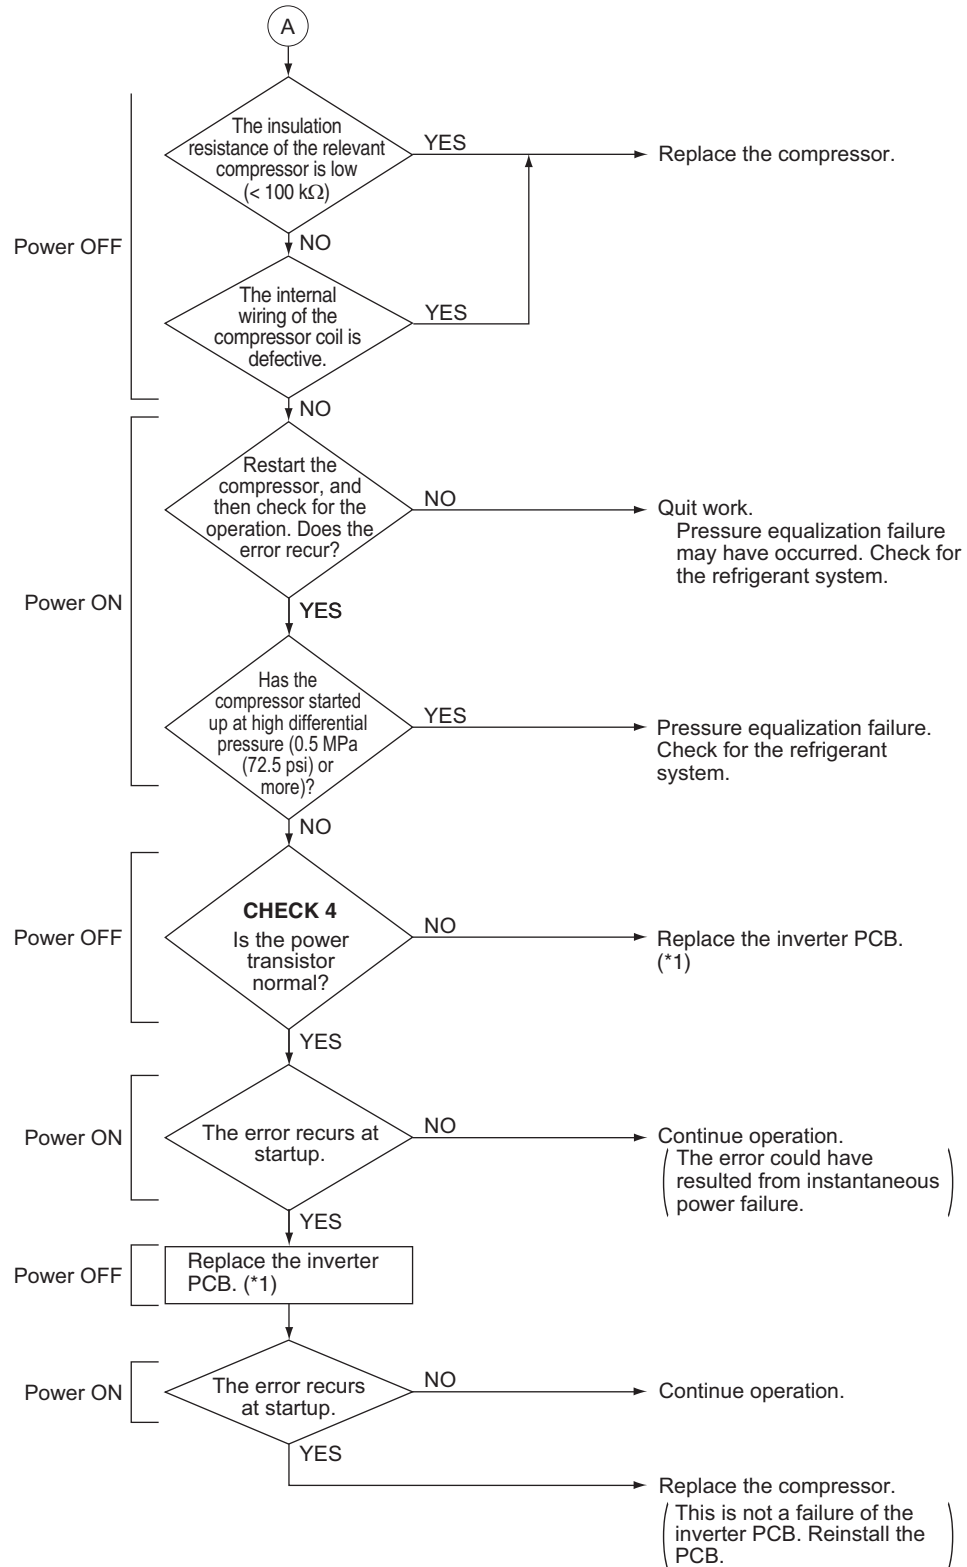 A
The insulation
resistance of the relevant
compressor is low
(< 100 kΩ)
YES
Replace the compressor.
Power OFF
NO
The internal
wiring of the
compressor coil is
defective.
YES
NO
Restart the
compressor, and
then check for the
operation. Does the
error recur?
NO
Quit work.
Pressure equalization failure
may have occurred. Check for
the refrigerant system.
Power ON
YES
Has the
compressor started
up at high differential
pressure (0.5 MPa
(72.5 psi) or
more)?
YES
Pressure equalization failure.
Check for the refrigerant
system.
NO
Power OFF
CHECK 4
Is the power
transistor
normal?
NO
Replace the inverter PCB.
(*1)
YES
Power ON
The error recurs at
startup.
NO
Continue operation.
(The error could have
resulted from instantaneous
power failure.)
YES
Power OFF
Replace the inverter
PCB. (*1)
Power ON
The error recurs
at startup.
NO
Continue operation.
YES
Replace the compressor.
(This is not a failure of the
inverter PCB. Reinstall the
PCB.)